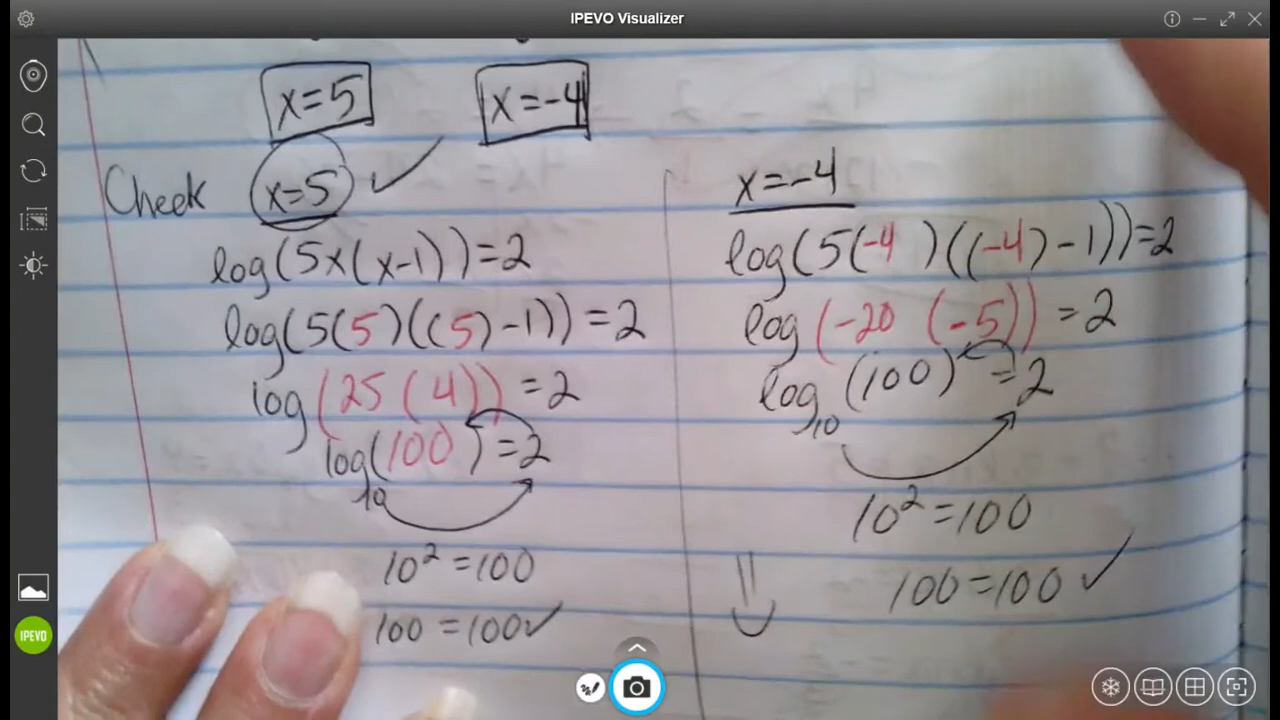 IPEVO Visualizer
x=5 x=-4
Check x=5 ✓
log(5x(x-1))=2
log(5(5)((5)-1))=2
log(25(4))=2
log₁₀(100)=2
10²=100
100=100✓
x=-4
log(5(-4)((-4)-1))=2
log(-20(-5))=2
log₁₀(100)=2
10²=100
100=100 ✓
IPEVO